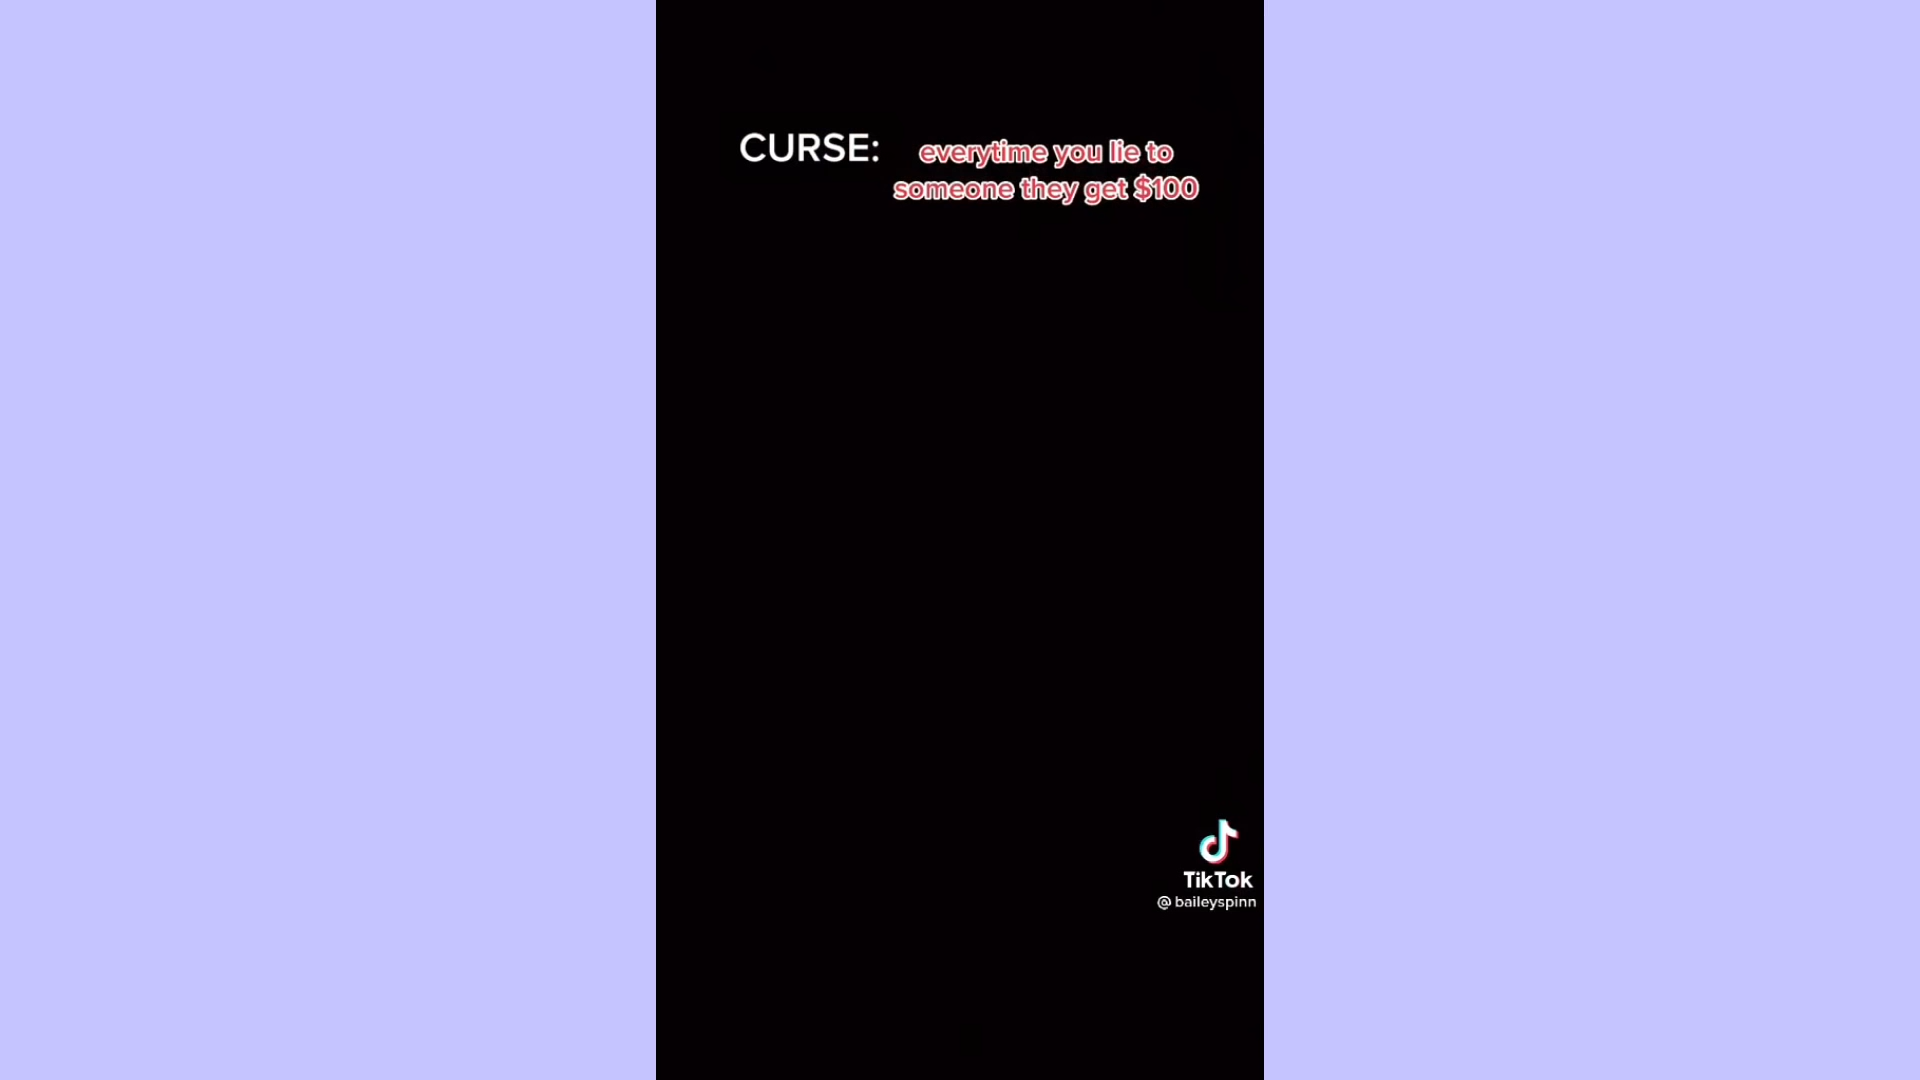 CURSE: everytime you lie to
someone they get $100
TikTok
@ baileyspinn